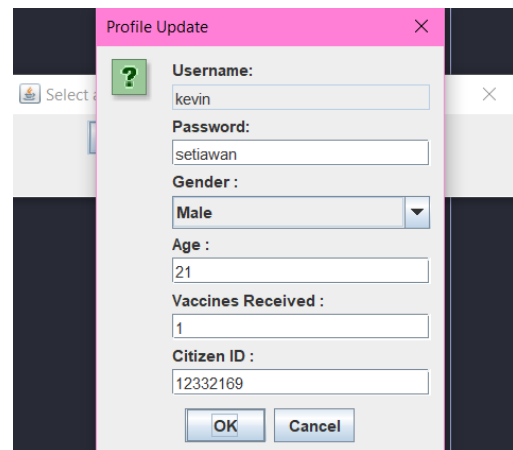 Profile Update
Select
Username:
kevin
Password:
setiawan
Gender :
Male
Age :
21
Vaccines Received :
1
Citizen ID :
12332169
OK Cancel